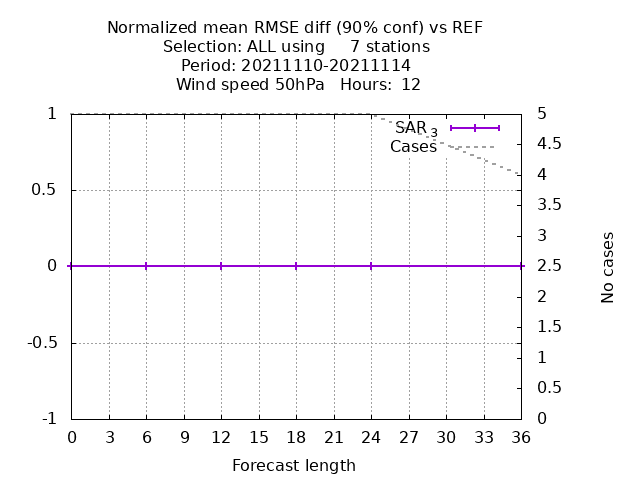 Normalized mean RMSE diff (90% conf) vs REF
Selection: ALL using     7 stations
Period: 20211110-20211114
Wind speed 50hPa   Hours:  12
1
0.5
0
-0.5
-1
5
4.5
4
3.5
3
2.5
2
1.5
1
0.5
0
SAR 3
Cases
No cases
0 3 6 9 12 15 18 21 24 27 30 33 36
Forecast length